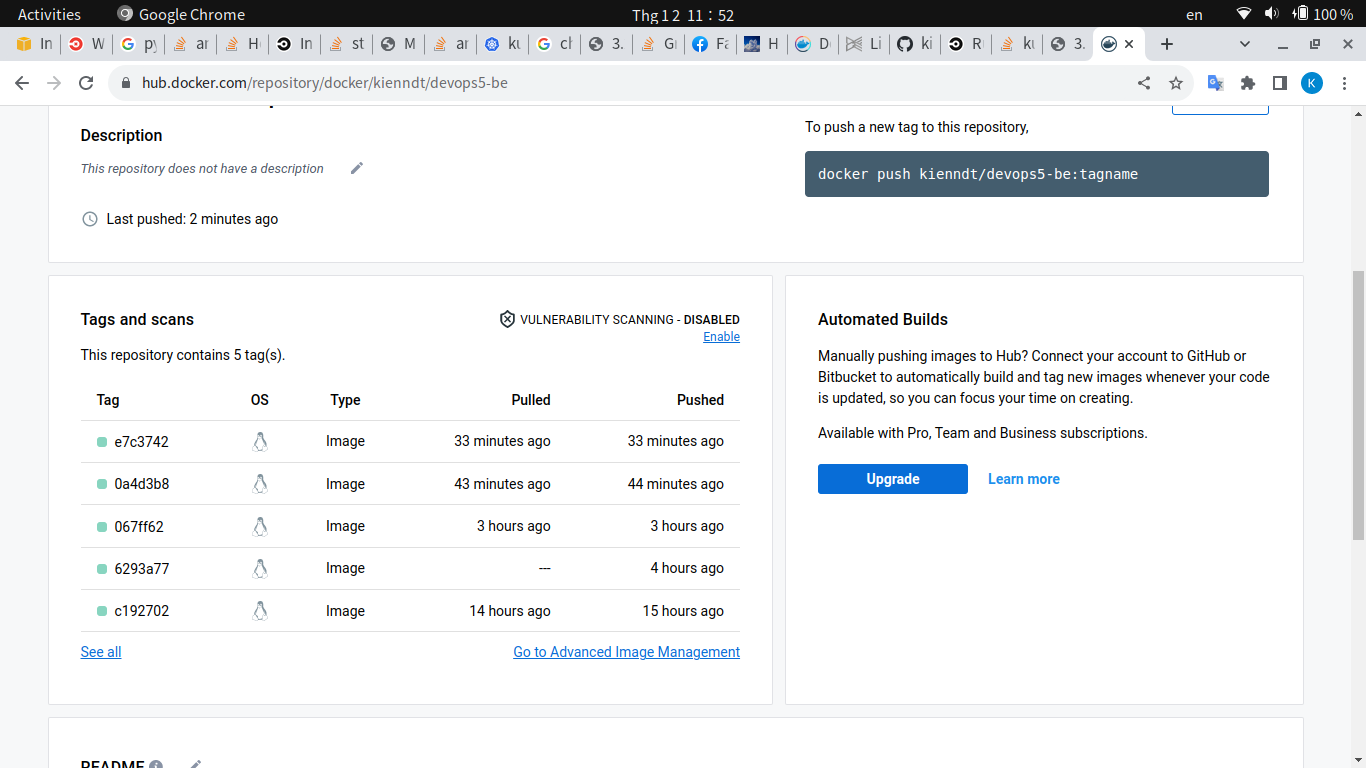 Activities
Google Chrome
Thg 1 2 11 : 52
en
100 %
In
W
G
py
ar
H
In
st
M
ar
ku
G
ch
3.
Gi
Fa
H
D
Li
ki
R
ku
3.
hub.docker.com/repository/docker/kienndt/devops5-be
K
Description
This repository does not have a description
Last pushed: 2 minutes ago
To push a new tag to this repository,
docker push kienndt/devops5-be:tagname
Tags and scans
VULNERABILITY SCANNING - DISABLED
Enable
This repository contains 5 tag(s).
Tag OS Type Pulled Pushed
e7c3742 Image 33 minutes ago 33 minutes ago
0a4d3b8 Image 43 minutes ago 44 minutes ago
067ff62 Image 3 hours ago 3 hours ago
6293a77 Image --- 4 hours ago
c192702 Image 14 hours ago 15 hours ago
See all
Go to Advanced Image Management
Automated Builds
Manually pushing images to Hub? Connect your account to GitHub or
Bitbucket to automatically build and tag new images whenever your code
is updated, so you can focus your time on creating.
Available with Pro, Team and Business subscriptions.
Upgrade
Learn more
README